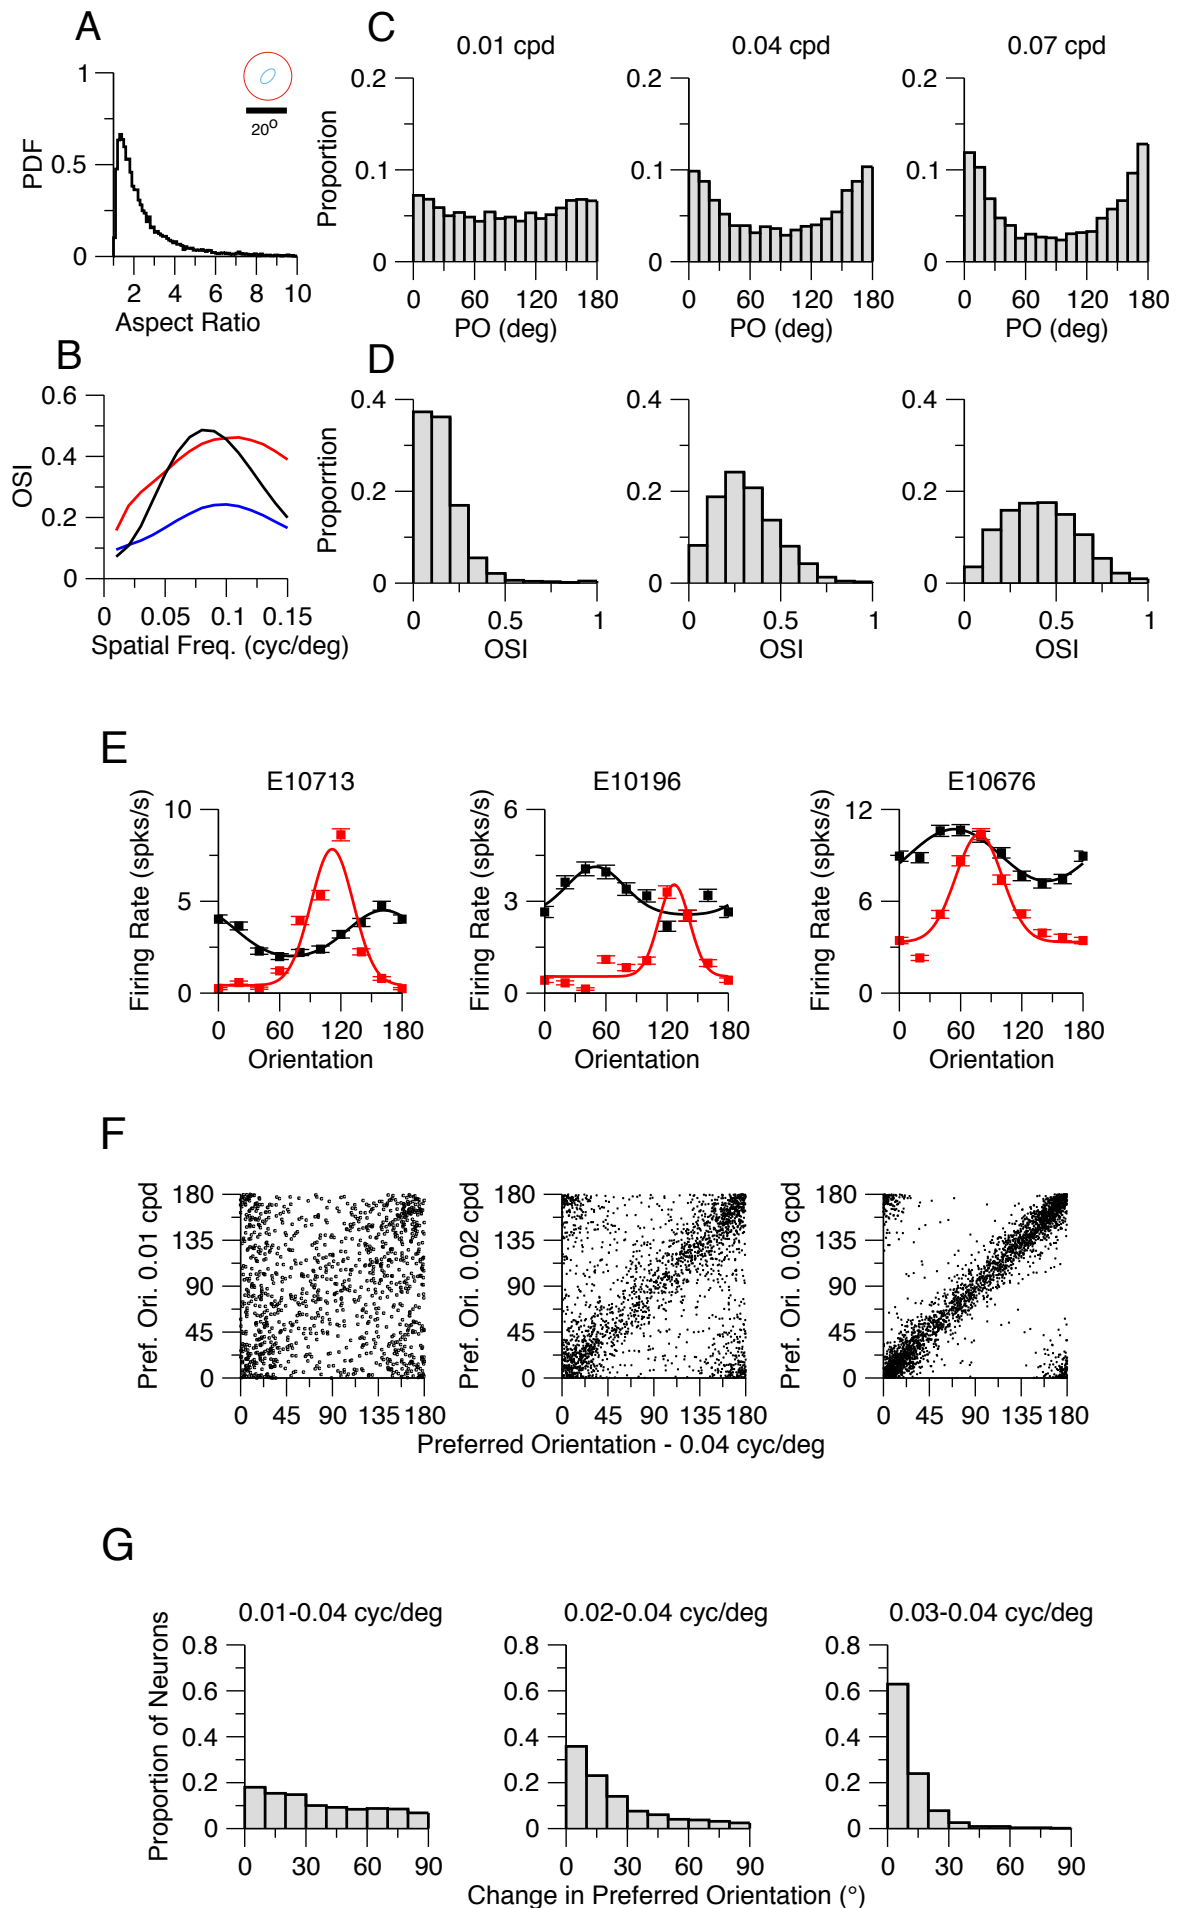 A
1
0.5
0
PDF
2 4 6 8 10
Aspect Ratio
20o
B
0.6
0.4
0.2
0
OSI
0 0.05 0.1 0.15
Spatial Freq. (cyc/deg)
C
0.01 cpd
0.04 cpd
0.07 cpd
Proportion
0.2
0.1
0
0 60 120 180
PO (deg)
0.2
0.1
0
0 60 120 180
PO (deg)
0.2
0.1
0
0 60 120 180
PO (deg)
D
Proporrtion
0.4
0.2
0
0 0.5 1
OSI
0.4
0.2
0
0 0.5 1
OSI
0.4
0.2
0
0 0.5 1
OSI
E
E10713
Firing Rate (spks/s)
10
5
0
0 60 120 180
Orientation
E10196
Firing Rate (spks/s)
6
3
0
0 60 120 180
Orientation
E10676
Firing Rate (spks/s)
12
6
0
0 60 120 180
Orientation
F
Pref. Ori. 0.01 cpd
180
135
90
45
0
0 45 90 135 180
Pref. Ori. 0.02 cpd
180
135
90
45
0
0 45 90 135 180
Pref. Ori. 0.03 cpd
180
135
90
45
0
0 45 90 135 180
Preferred Orientation - 0.04 cyc/deg
G
Proportion of Neurons
0.01-0.04 cyc/deg
0.8
0.6
0.4
0.2
0
0 30 60 90
0.02-0.04 cyc/deg
0.8
0.6
0.4
0.2
0
0 30 60 90
0.03-0.04 cyc/deg
0.8
0.6
0.4
0.2
0
0 30 60 90
Change in Preferred Orientation (°)